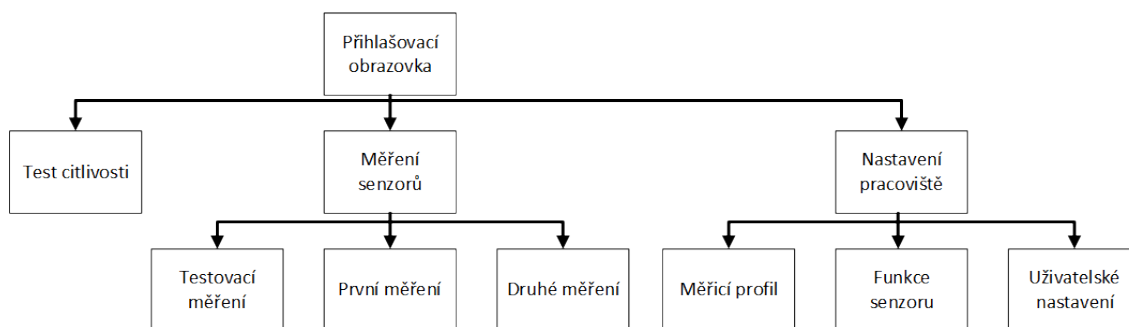 Přihlašovací
obrazovka
Test citlivosti
Měření
senzorů
Nastavení
pracoviště
Testovací
měření
První měření
Druhé měření
Měřicí profil
Funkce
senzoru
Uživatelské
nastavení